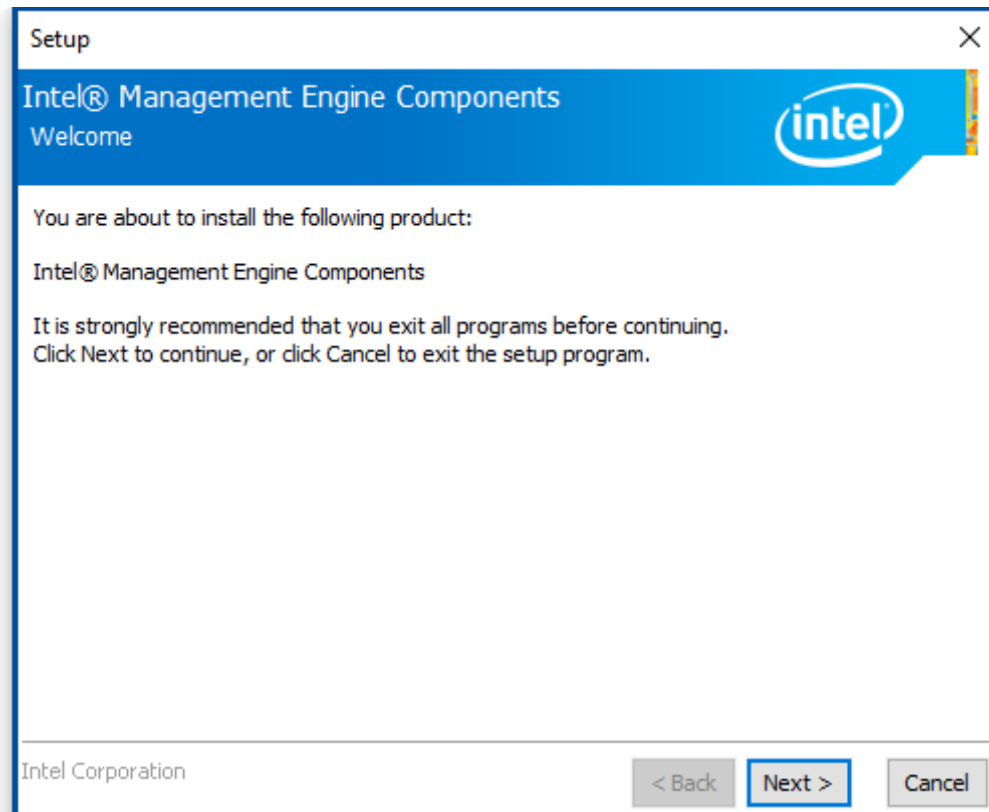 Setup
Intel® Management Engine Components
Welcome
intel
You are about to install the following product:
Intel® Management Engine Components
It is strongly recommended that you exit all programs before continuing.
Click Next to continue, or click Cancel to exit the setup program.
Intel Corporation
< Back Next > Cancel